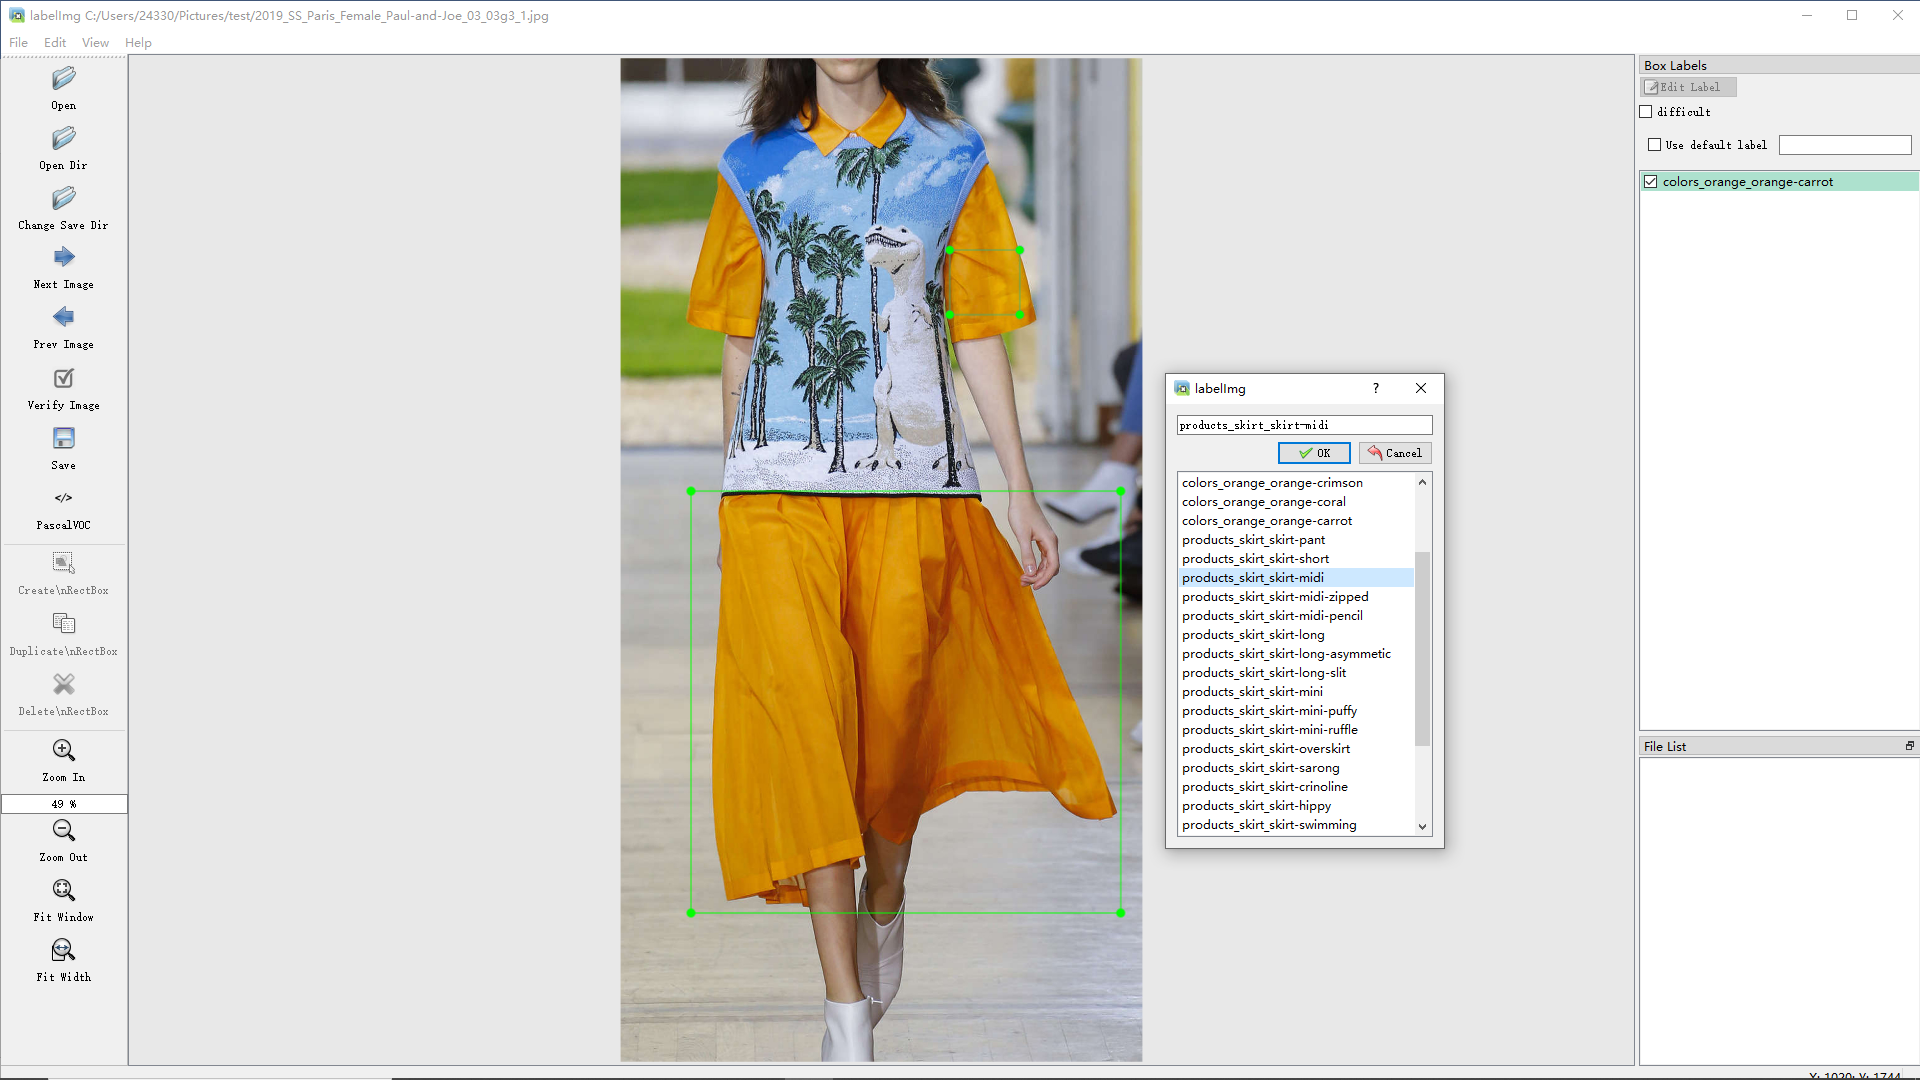 labelImg C:/Users/24330/Pictures/test/2019_SS_Paris_Female_Paul-and-Joe_03_03g3_1.jpg
File Edit View Help
Open
Open Dir
Change Save Dir
Next Image
Prev Image
Verify Image
Save
</>
PascalVOC
Create\nRectBox
Duplicate\nRectBox
Delete\nRectBox
Zoom In
49 %
Zoom Out
Fit Window
Fit Width
labelImg
?
products_skirt_skirt-midi
OK Cancel
colors_orange_orange-crimson
colors_orange_orange-coral
colors_orange_orange-carrot
products_skirt_skirt-pant
products_skirt_skirt-short
products_skirt_skirt-midi
products_skirt_skirt-midi-zipped
products_skirt_skirt-midi-pencil
products_skirt_skirt-long
products_skirt_skirt-long-asymmetic
products_skirt_skirt-long-slit
products_skirt_skirt-mini
products_skirt_skirt-mini-puffy
products_skirt_skirt-mini-ruffle
products_skirt_skirt-overskirt
products_skirt_skirt-sarong
products_skirt_skirt-crinoline
products_skirt_skirt-hippy
products_skirt_skirt-swimming
Box Labels
Edit Label
difficult
Use default label
colors_orange_orange-carrot
File List
X: 1020; Y: 1744